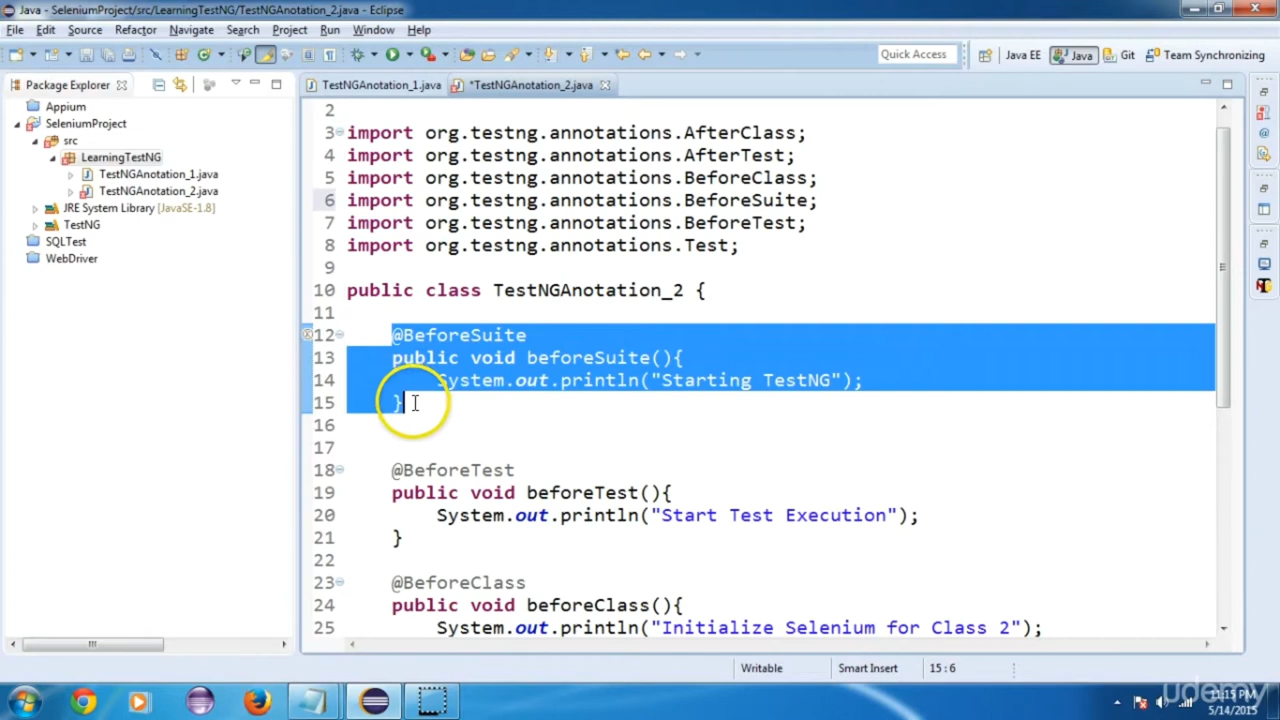 Java - SeleniumProject/src/LearningTestNG/TestNGAnotation_2.java - Eclipse
File Edit Source Refactor Navigate Search Project Run Window Help
Quick Access Java EE Java Git Team Synchronizing
Package Explorer
Appium
SeleniumProject
src
LearningTestNG
TestNGAnotation_1.java
TestNGAnotation_2.java
JRE System Library [JavaSE-1.8]
TestNG
SQLTest
WebDriver
TestNGAnotation_1.java *TestNGAnotation_2.java
2
3 import org.testng.annotations.AfterClass;
4 import org.testng.annotations.AfterTest;
5 import org.testng.annotations.BeforeClass;
6 import org.testng.annotations.BeforeSuite;
7 import org.testng.annotations.BeforeTest;
8 import org.testng.annotations.Test;
9
10 public class TestNGAnotation_2 {
11
12 @BeforeSuite
13 public void beforeSuite(){
14 System.out.println("Starting TestNG");
15 }
16
17
18 @BeforeTest
19 public void beforeTest(){
20 System.out.println("Start Test Execution");
21 }
22
23 @BeforeClass
24 public void beforeClass(){
25 System.out.println("Initialize Selenium for Class 2");
Writable Smart Insert 15 : 6
udemy
11:15 PM
5/14/2015